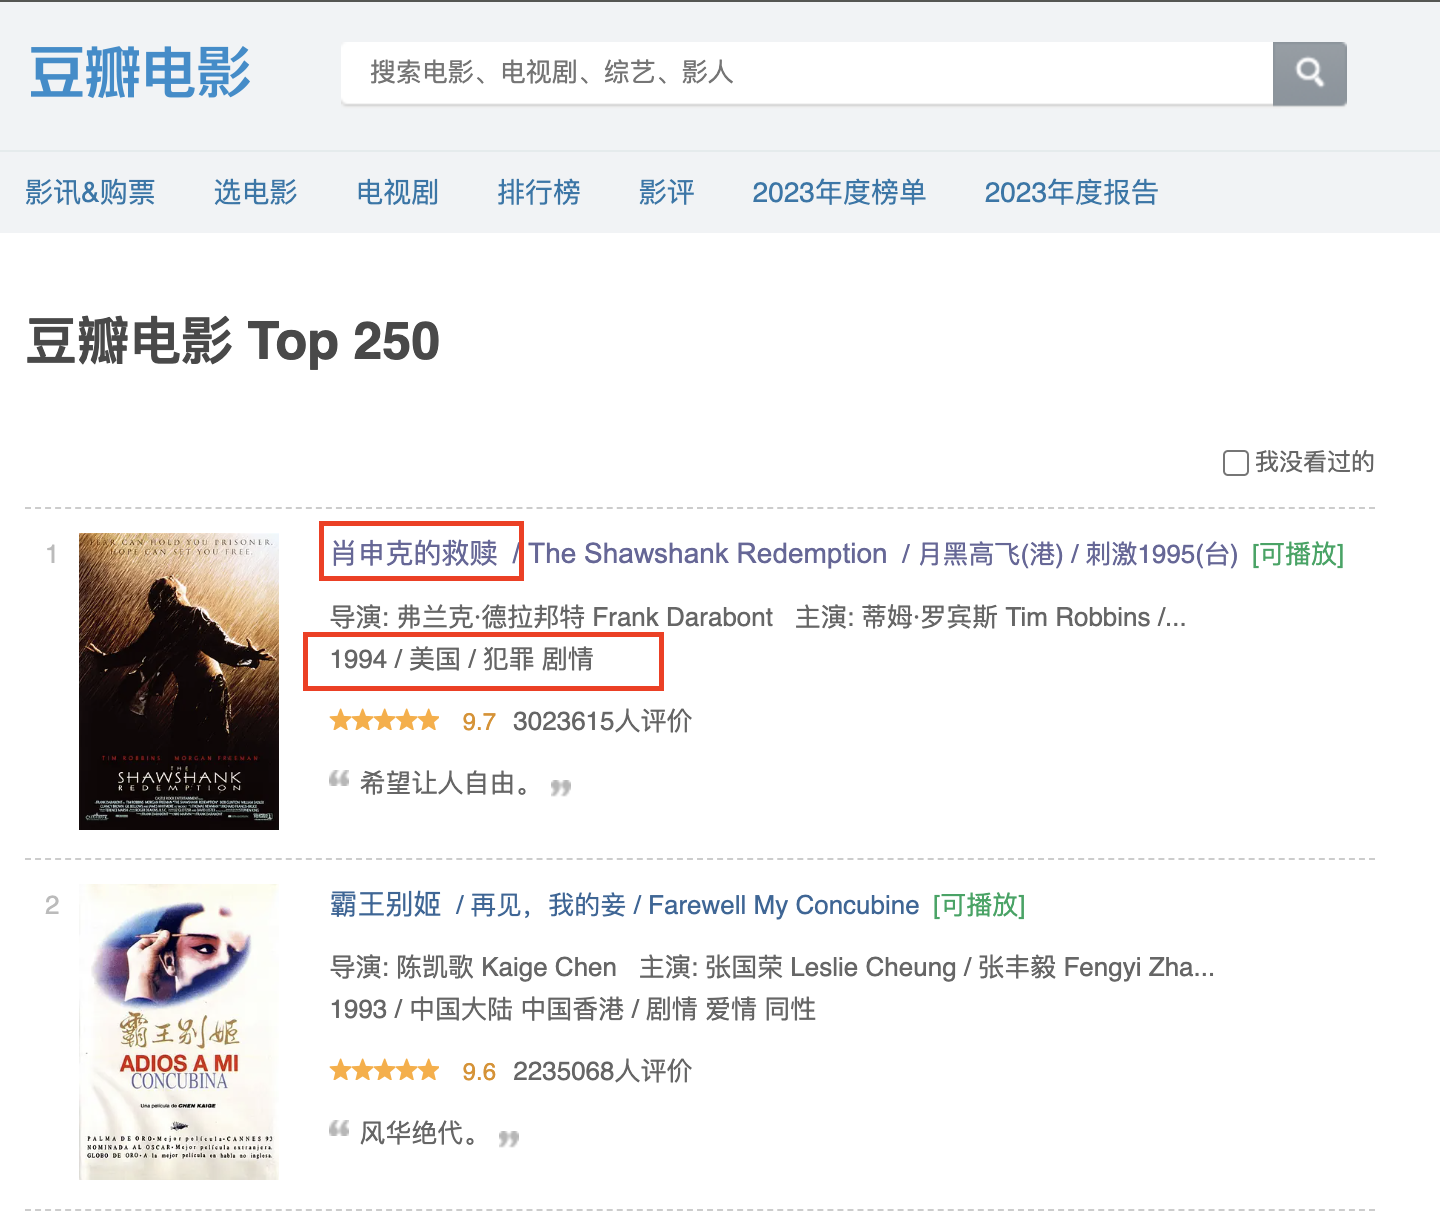 豆瓣电影
搜索电影、电视剧、综艺、影人
影讯&购票 选电影 电视剧 排行榜 影评 2023年度榜单 2023年度报告
豆瓣电影 Top 250
我没看过的
1
FEAR CAN HOLD YOU PRISONER.
HOPE CAN SET YOU FREE.
TIM ROBBINS MORGAN FREEMAN
THE
SHAWSHANK
REDEMPTION
肖申克的救赎 / The Shawshank Redemption / 月黑高飞(港) / 刺激1995(台) [可播放]
导演: 弗兰克·德拉邦特 Frank Darabont 主演: 蒂姆·罗宾斯 Tim Robbins /...
1994 / 美国 / 犯罪 剧情
9.7 3023615人评价
“ 希望让人自由。 ”
2
霸王别姬
ADIOS A MI
CONCUBINA
Una película de CHEN KAIGE
PALMA DE ORO-Mejor película-CANNES 93
NOMINADA AL OSCAR-Mejor película extranjera.
GLOBO DE ORO-A la mejor película en habla no inglesa.
霸王别姬 / 再见，我的妾 / Farewell My Concubine [可播放]
导演: 陈凯歌 Kaige Chen 主演: 张国荣 Leslie Cheung / 张丰毅 Fengyi Zha...
1993 / 中国大陆 中国香港 / 剧情 爱情 同性
9.6 2235068人评价
“ 风华绝代。 ”